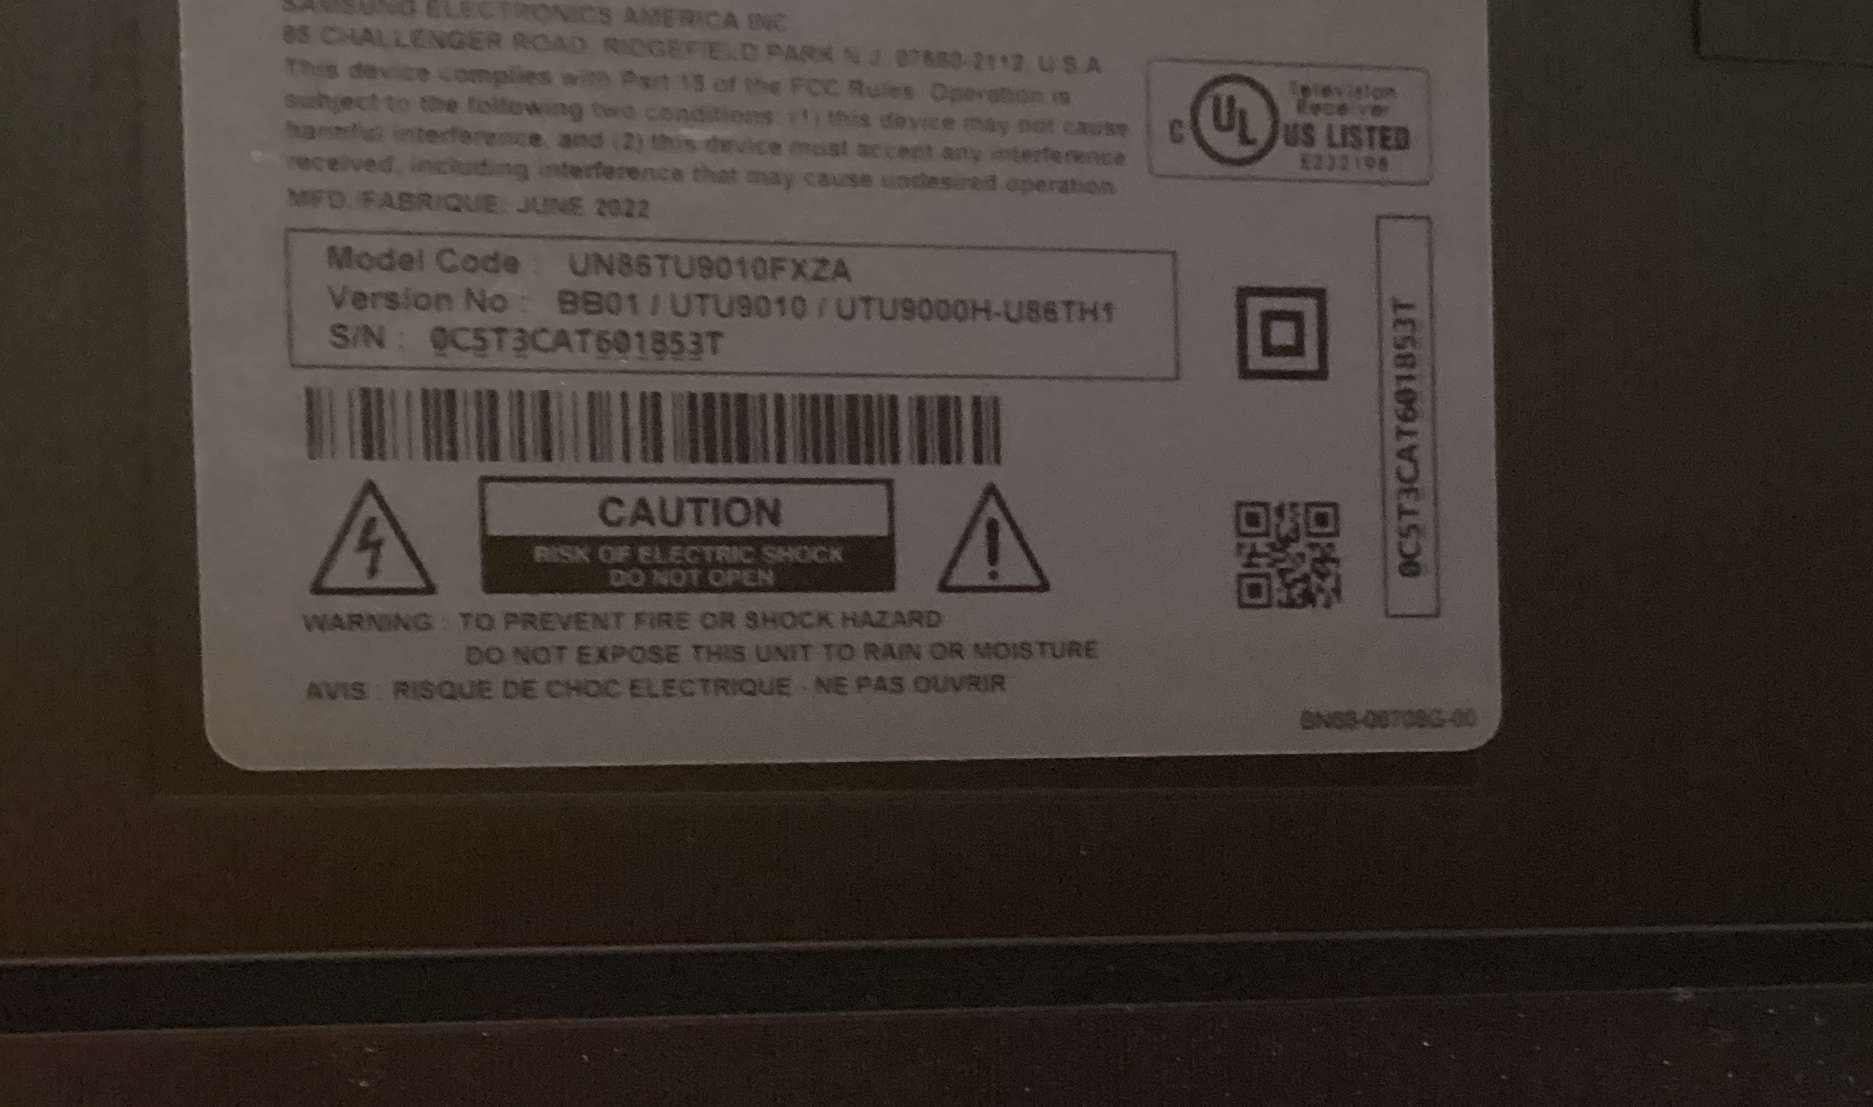 SAMSUNG ELECTRONICS AMERICA INC
85 CHALLENGER ROAD, RIDGEFIELD PARK N.J. 07660-2112, U.S.A
This device complies with Part 15 of the FCC Rules. Operation is
subject to the following two conditions: (1) this device may not cause
harmful interference, and (2) this device must accept any interference
received, including interference that may cause undesired operation
MFD./FABRIQUE: JUNE 2022
C UL US LISTED
Television
Receiver
E232198
Model Code : UN86TU9010FXZA
Version No : BB01 / UTU9010 / UTU9000H-U86TH1
S/N : 0C5T3CAT601853T
0C5T3CAT601853T
CAUTION
RISK OF ELECTRIC SHOCK
DO NOT OPEN
WARNING : TO PREVENT FIRE OR SHOCK HAZARD
DO NOT EXPOSE THIS UNIT TO RAIN OR MOISTURE
AVIS : RISQUE DE CHOC ELECTRIQUE - NE PAS OUVRIR